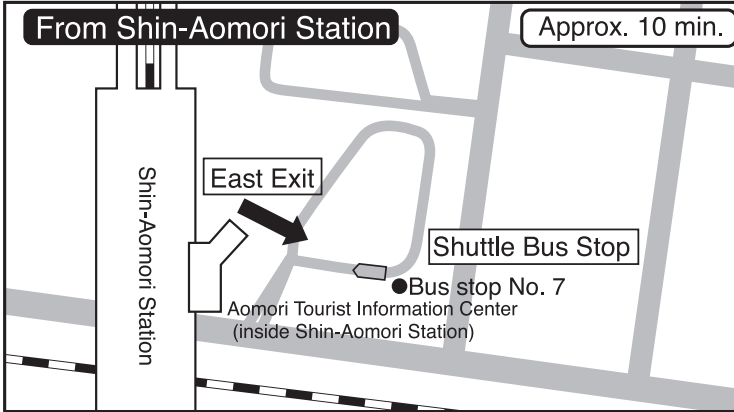 From Shin-Aomori Station
Approx. 10 min.
Shin-Aomori Station
East Exit
Shuttle Bus Stop
Bus stop No. 7
Aomori Tourist Information Center
(inside Shin-Aomori Station)